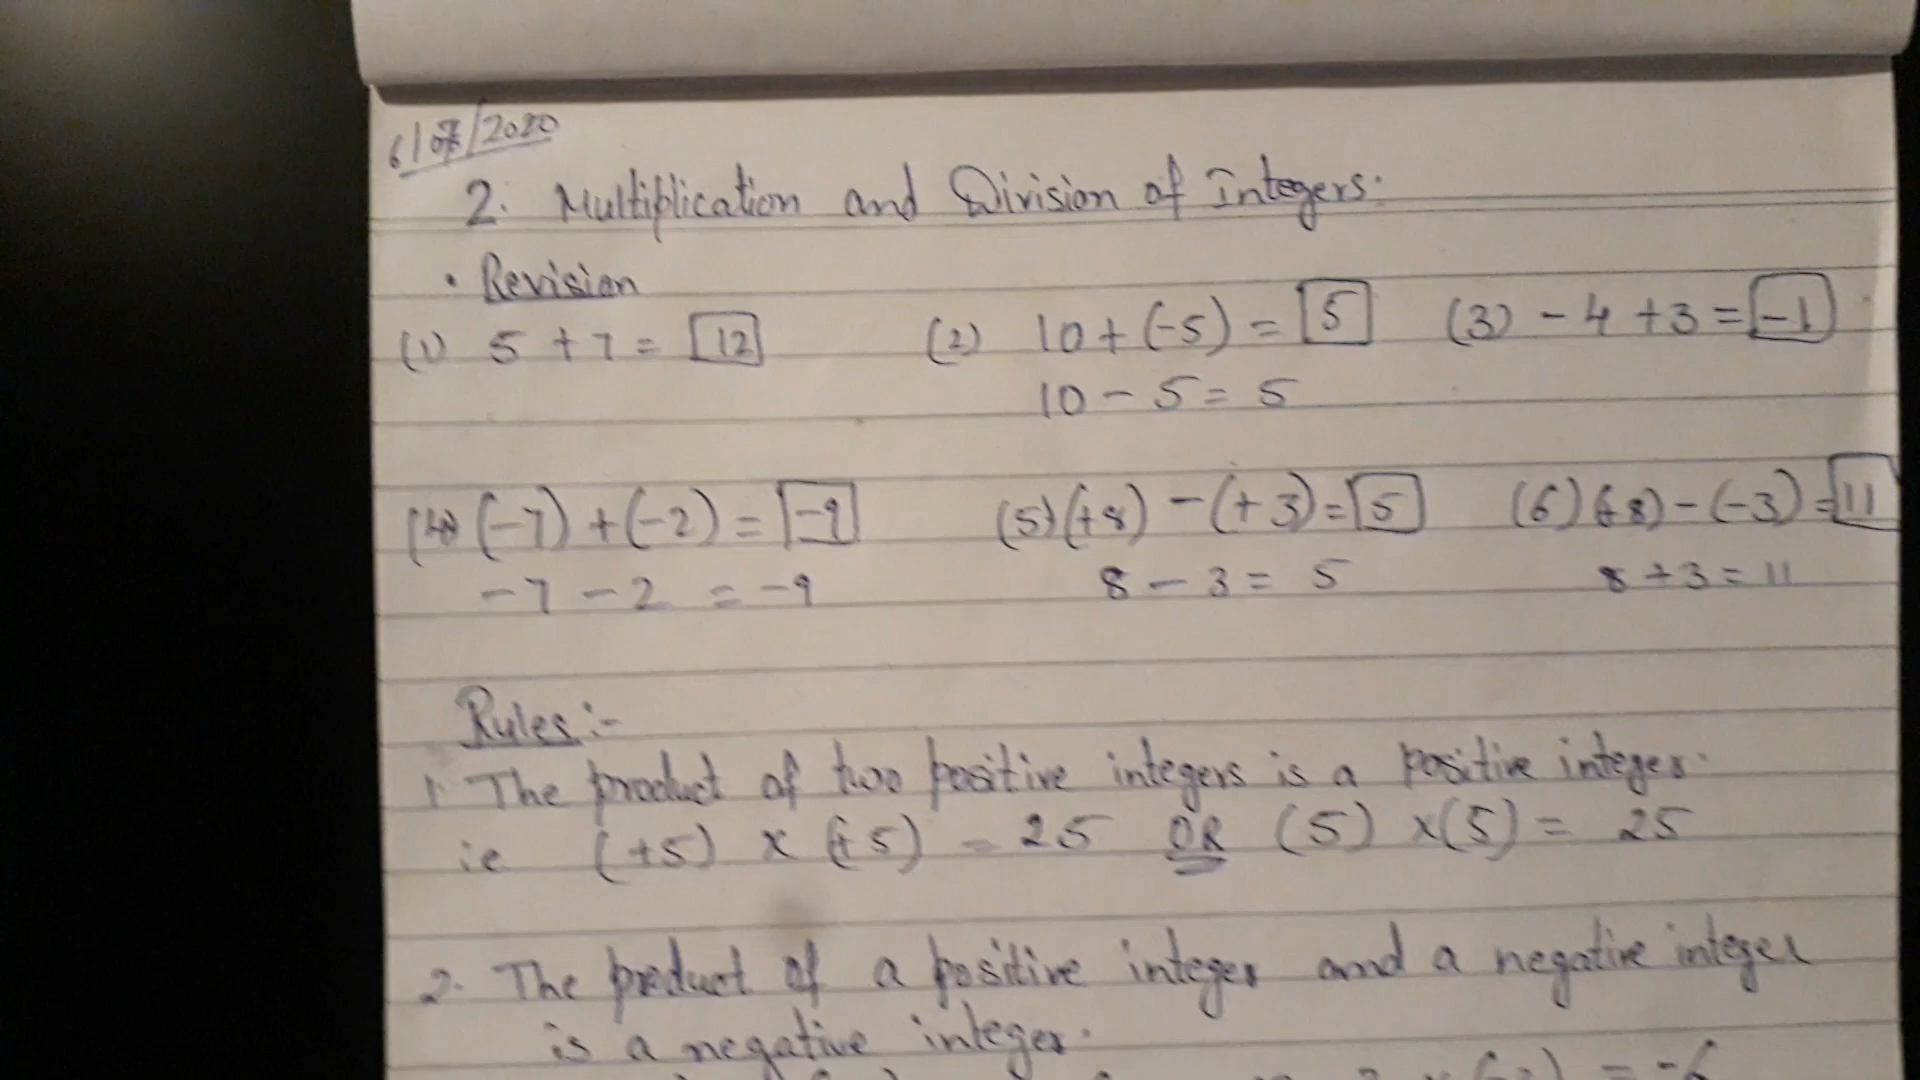 6/07/2020
2. Multiplication and Division of Integers.
• Revision
(1) 5 + 7 = 12 (2) 10 + (-5) = 5 (3) - 4 + 3 = -1
10 - 5 = 5
(4) (-7) + (-2) = -9 (5) (+8) - (+3) = 5 (6) (+8) - (-3) = 11
-7 - 2 = -9 8 - 3 = 5 8 + 3 = 11
Rules :-
1. The product of two positive integers is a positive integer.
ie (+5) x (+5) = 25 OR (5) x (5) = 25
2. The product of a positive integer and a negative integer
is a negative integer.
= -6